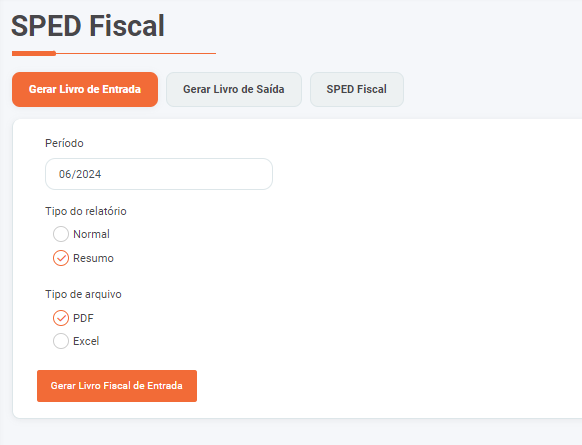 SPED Fiscal
Gerar Livro de Entrada Gerar Livro de Saída SPED Fiscal
Período
06/2024
Tipo do relatório
Normal
Resumo
Tipo de arquivo
PDF
Excel
Gerar Livro Fiscal de Entrada